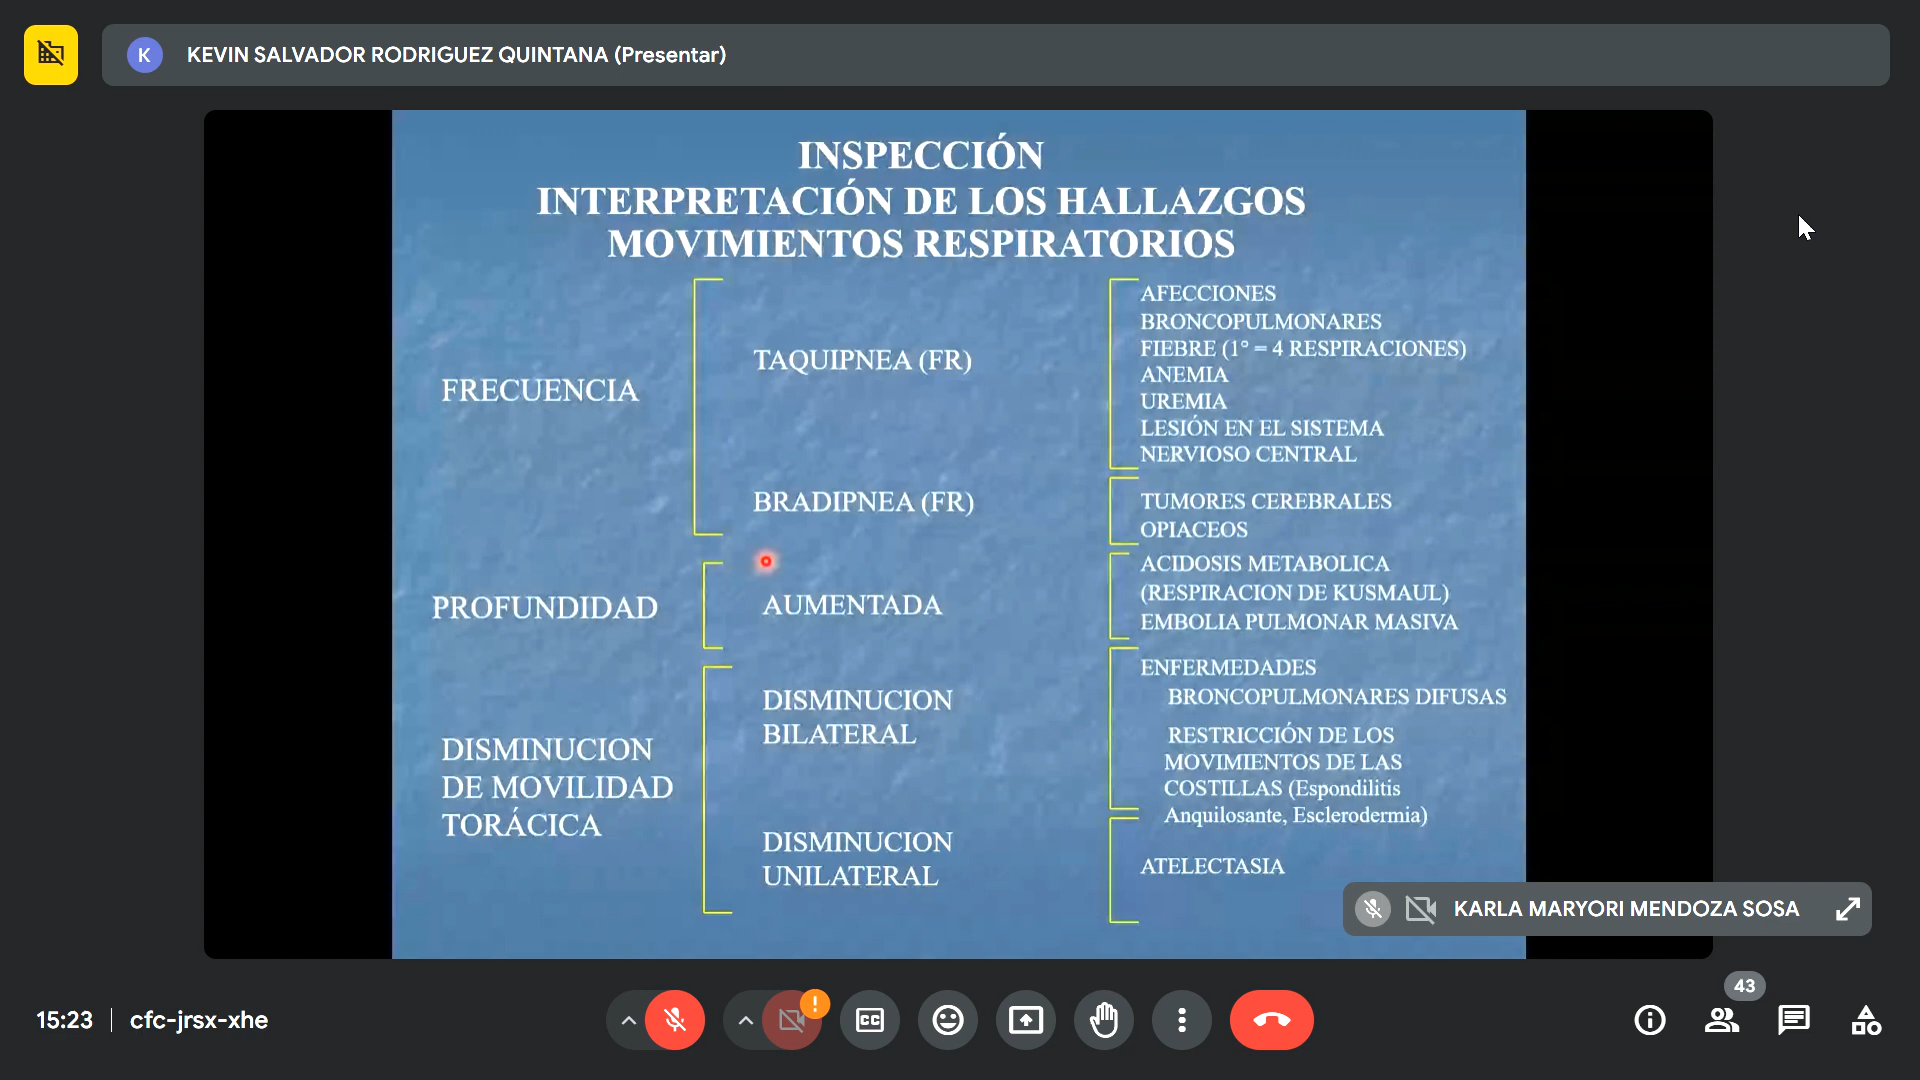 K
KEVIN SALVADOR RODRIGUEZ QUINTANA (Presentar)
INSPECCIÓN
INTERPRETACIÓN DE LOS HALLAZGOS
MOVIMIENTOS RESPIRATORIOS
FRECUENCIA
TAQUIPNEA (FR)
AFECCIONES
BRONCOPULMONARES
FIEBRE (1° = 4 RESPIRACIONES)
ANEMIA
UREMIA
LESIÓN EN EL SISTEMA
NERVIOSO CENTRAL
BRADIPNEA (FR)
TUMORES CEREBRALES
OPIACEOS
PROFUNDIDAD
AUMENTADA
ACIDOSIS METABOLICA
(RESPIRACION DE KUSMAUL)
EMBOLIA PULMONAR MASIVA
DISMINUCION
DE MOVILIDAD
TORÁCICA
DISMINUCION
BILATERAL
ENFERMEDADES
BRONCOPULMONARES DIFUSAS
RESTRICCIÓN DE LOS
MOVIMIENTOS DE LAS
COSTILLAS (Espondilitis
Anquilosante, Esclerodermia)
DISMINUCION
UNILATERAL
ATELECTASIA
KARLA MARYORI MENDOZA SOSA
15:23
cfc-jrsx-xhe
!
CC
43